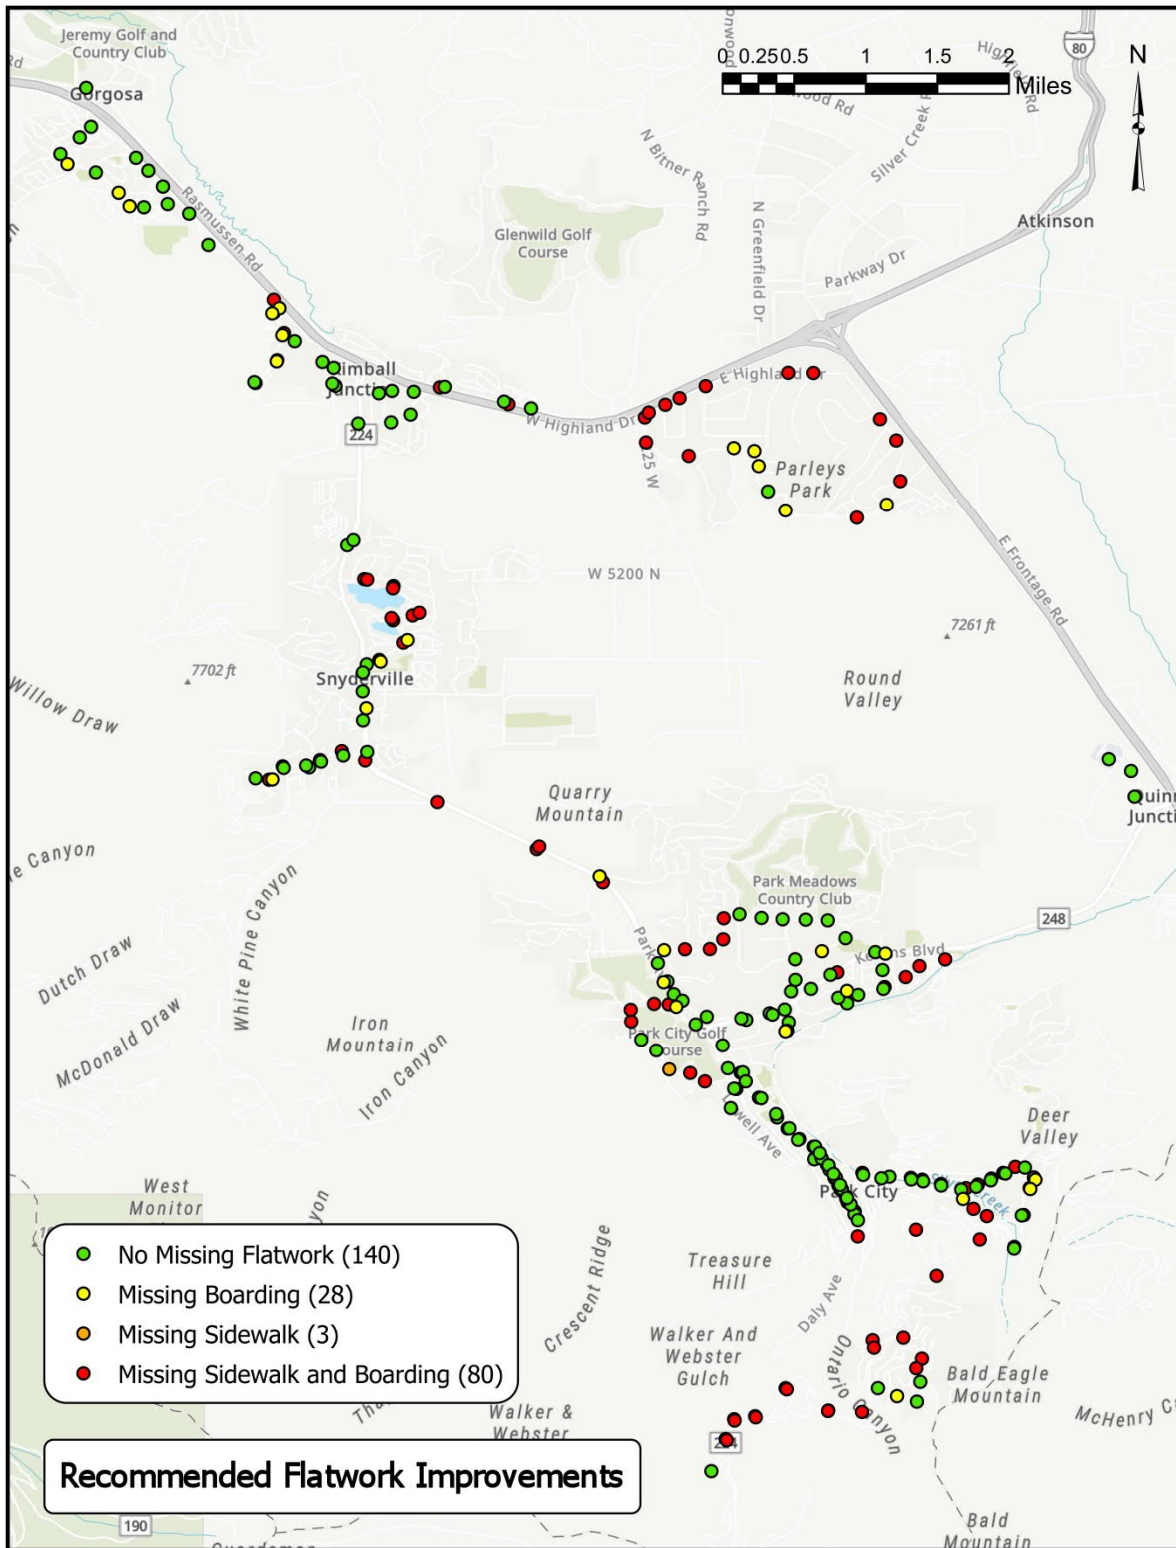 Jeremy Golf and
Country Club
Gorgosa
Rd
80
0 0.25 0.5 1 1.5 2
Miles
N
Rd
Silver Creek
N Bitner Ranch Rd
N Greenfield Dr
Atkinson
Parkway Dr
Rasmussen Rd
Glenwild Golf
Course
Kimball
Junction
224
E Highland Dr
W Highland Dr
Parleys
Park
W 5200 N
E Frontage Rd
7261 ft
7702 ft
Snyderville
Round
Valley
Willow Draw
Quarry
Mountain
Canyon
White Pine Canyon
Park Meadows
Country Club
248
Dutch Draw
McDonald Draw
Iron
Mountain
Iron Canyon
Park City Golf
Course
Lowell Ave
Deer
Valley
Park City
West
Monitor
Treasure
Hill
Crescent Ridge
Daly Ave
Walker And
Webster
Gulch
Ontario Canyon
Bald Eagle
Mountain
McHenry
Walker &
Webster
No Missing Flatwork (140)
Missing Boarding (28)
Missing Sidewalk (3)
Missing Sidewalk and Boarding (80)
Recommended Flatwork Improvements
190
Bald
Mountain